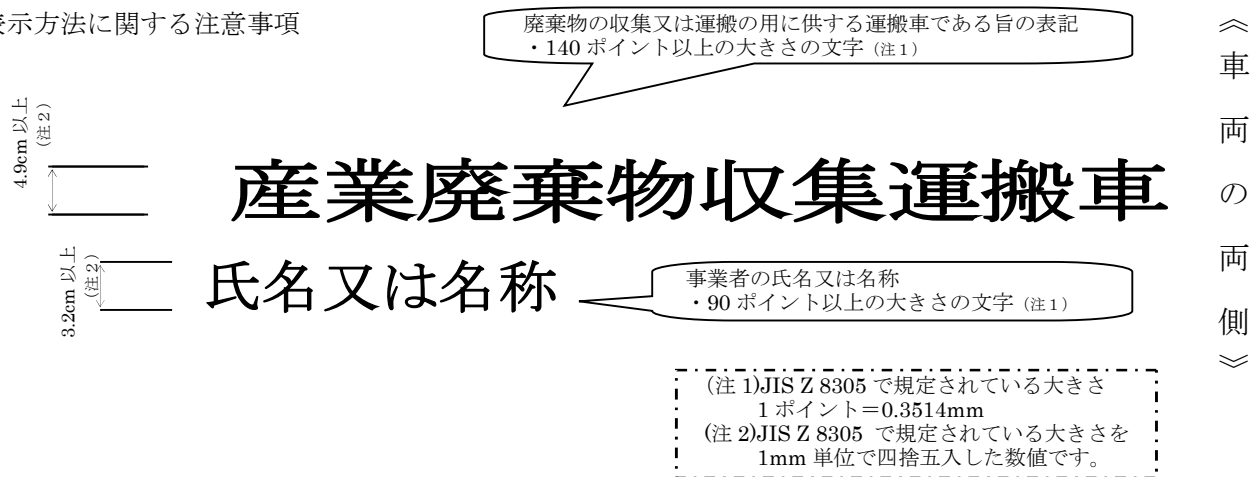 示方法に関する注意事項
廃棄物の収集又は運搬の用に供する運搬車である旨の表記
・140 ポイント以上の大きさの文字（注１）
4.9cm 以上
（注２）
産業廃棄物収集運搬車
3.2cm 以上
（注２）
氏名又は名称
事業者の氏名又は名称
・90 ポイント以上の大きさの文字（注１）
(注 1)JIS Z 8305 で規定されている大きさ
1 ポイント＝0.3514mm
(注 2)JIS Z 8305 で規定されている大きさを
1mm 単位で四捨五入した数値です。
《車両の両側》